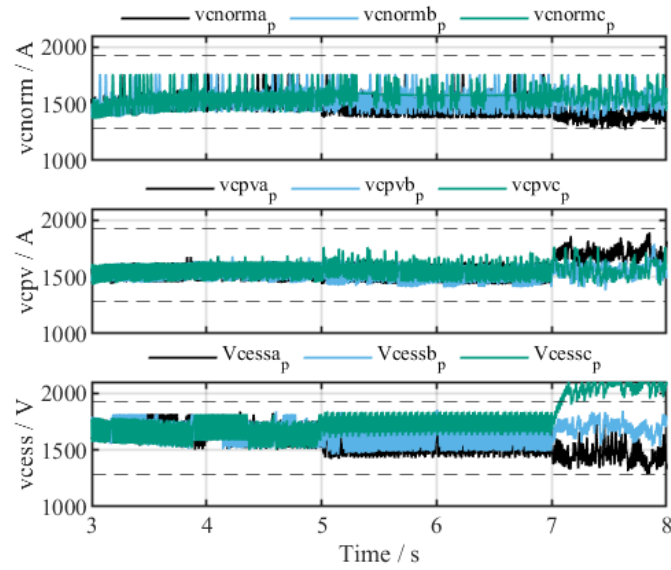 vcnorma_p vcnormb_p vcnormc_p
2000
1500
1000
vcnorm / A
vcpva_p vcpvb_p vcpvc_p
2000
1500
1000
vcpv / A
Vcessa_p Vcessb_p Vcessc_p
2000
1500
1000
vcess / V
3 4 5 6 7 8
Time / s